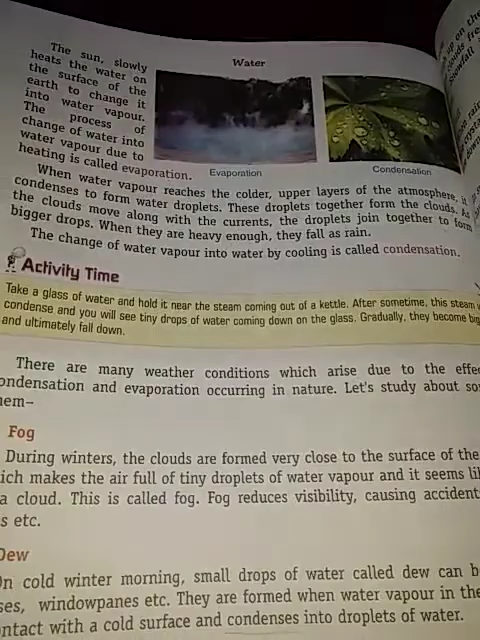 The sun, slowly
heats the water on
the surface of the
earth to change it
into water vapour.
The process of
change of water into
water vapour due to
heating is called evaporation.
Water
Evaporation
Condensation
When water vapour reaches the colder, upper layers of the atmosphere, it
condenses to form water droplets. These droplets together form the clouds. As
the clouds move along with the currents, the droplets join together to form
bigger drops. When they are heavy enough, they fall as rain.
The change of water vapour into water by cooling is called condensation.
Activity Time
Take a glass of water and hold it near the steam coming out of a kettle. After sometime, this steam
condense and you will see tiny drops of water coming down on the glass. Gradually, they become big
and ultimately fall down.
There are many weather conditions which arise due to the effe
ondensation and evaporation occurring in nature. Let's study about so
hem–
Fog
During winters, the clouds are formed very close to the surface of the
ich makes the air full of tiny droplets of water vapour and it seems li
a cloud. This is called fog. Fog reduces visibility, causing accident
s etc.
Dew
On cold winter morning, small drops of water called dew can b
ses, windowpanes etc. They are formed when water vapour in the
ontact with a cold surface and condenses into droplets of water.
up on the
clouds fre
snowfall